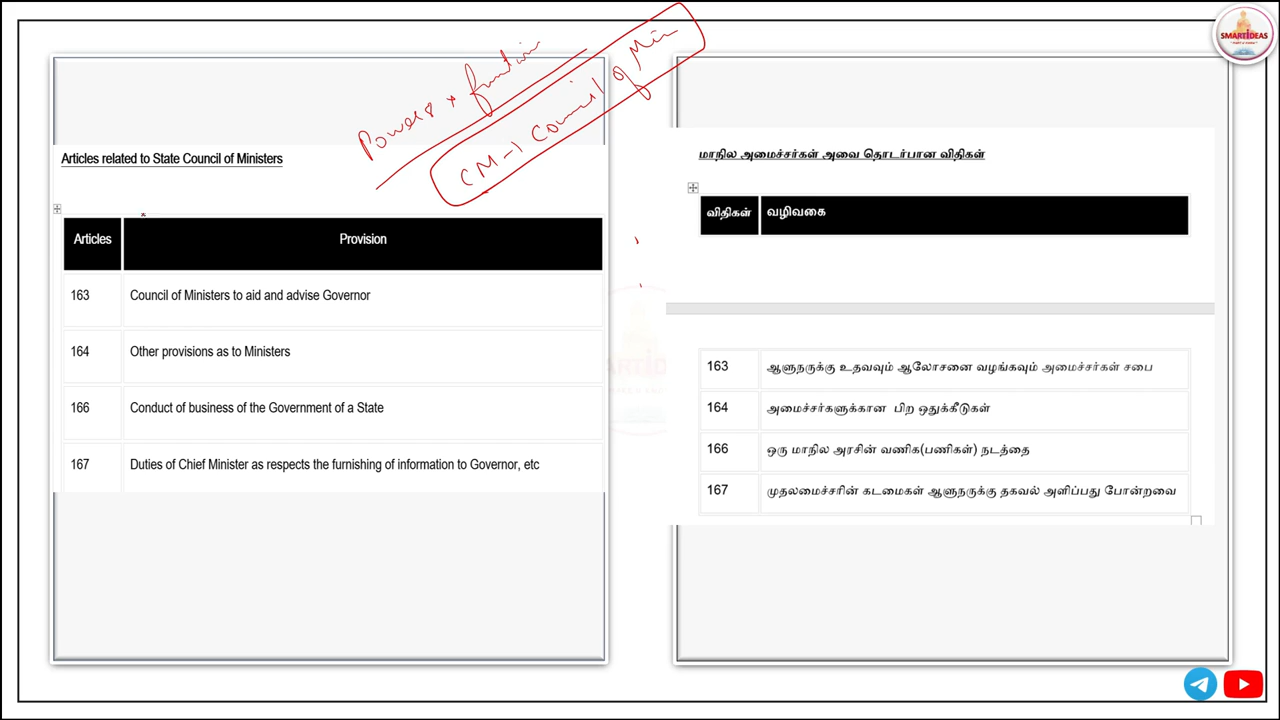 SMARTIDEAS
Powers & function
CM - 1 Council of Min
Articles related to State Council of Ministers
Articles Provision
163 Council of Ministers to aid and advise Governor
164 Other provisions as to Ministers
166 Conduct of business of the Government of a State
167 Duties of Chief Minister as respects the furnishing of information to Governor, etc
மாநில அமைச்சர்கள் அவை தொடர்பான விதிகள்
விதிகள் வழிவகை
163 ஆளுநருக்கு உதவவும் ஆலோசனை வழங்கவும் அமைச்சர்கள் சபை
164 அமைச்சர்களுக்கான பிற ஒதுக்கீடுகள்
166 ஒரு மாநில அரசின் வணிக(பணிகள்) நடத்தை
167 முதலமைச்சரின் கடமைகள் ஆளுநருக்கு தகவல் அளிப்பது போன்றவை